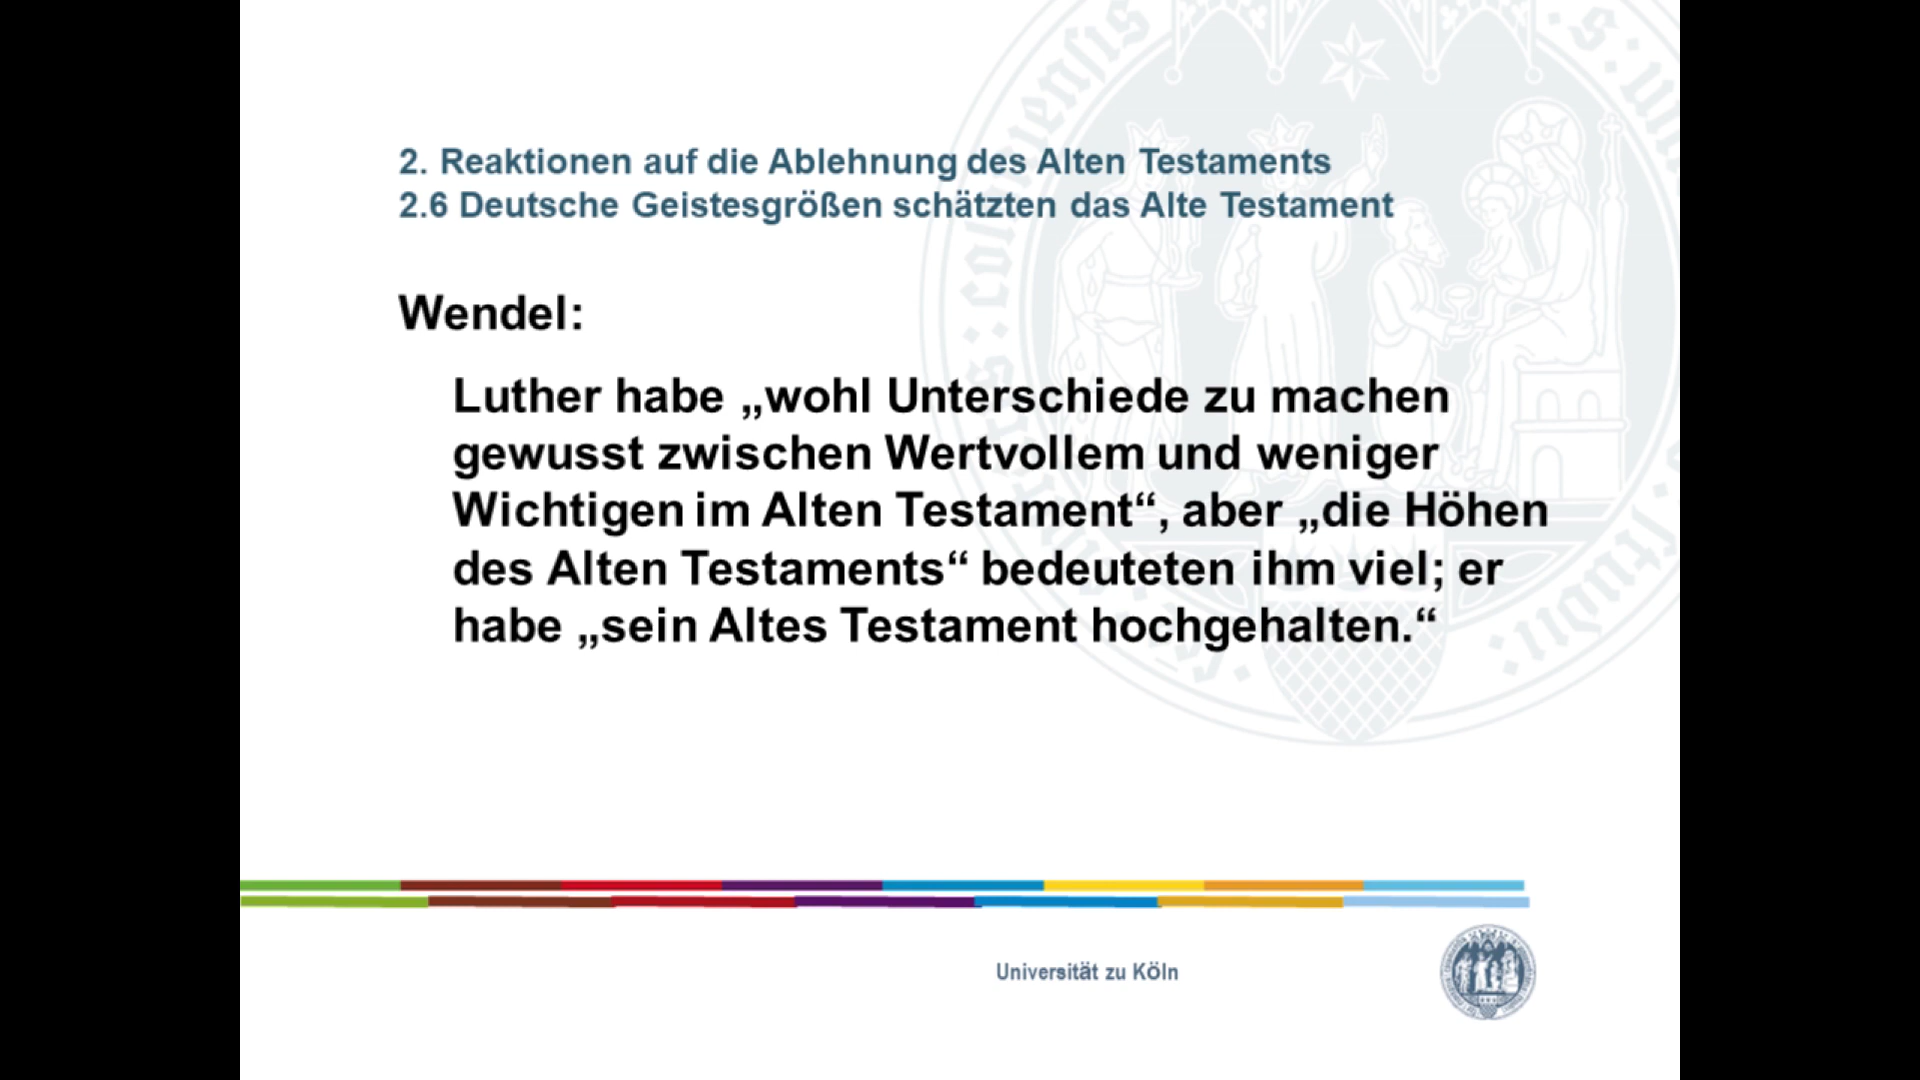 2. Reaktionen auf die Ablehnung des Alten Testaments
2.6 Deutsche Geistesgrößen schätzten das Alte Testament
Wendel:
Luther habe „wohl Unterschiede zu machen
gewusst zwischen Wertvollem und weniger
Wichtigen im Alten Testament“, aber „die Höhen
des Alten Testaments“ bedeuteten ihm viel; er
habe „sein Altes Testament hochgehalten.“
Universität zu Köln